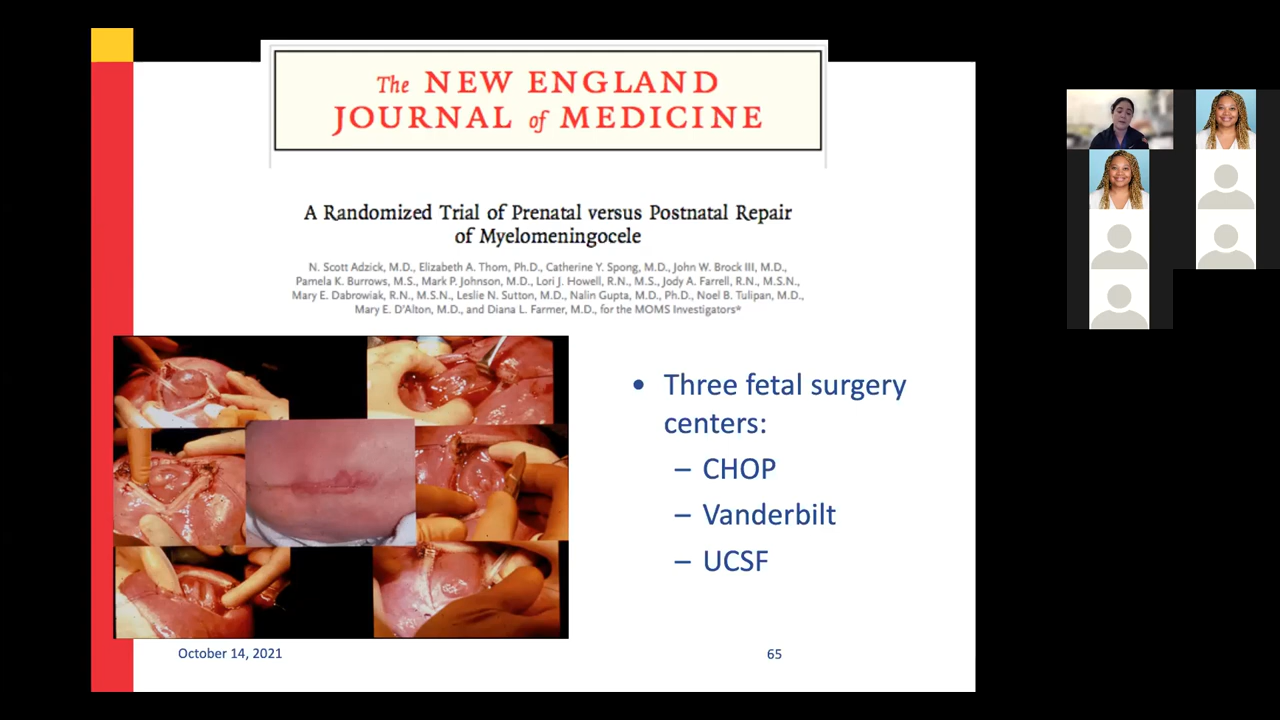 The NEW ENGLAND
JOURNAL of MEDICINE
A Randomized Trial of Prenatal versus Postnatal Repair
of Myelomeningocele
N. Scott Adzick, M.D., Elizabeth A. Thom, Ph.D., Catherine Y. Spong, M.D., John W. Brock III, M.D.,
Pamela K. Burrows, M.S., Mark P. Johnson, M.D., Lori J. Howell, R.N., M.S., Jody A. Farrell, R.N., M.S.N.,
Mary E. Dabrowiak, R.N., M.S.N., Leslie N. Sutton, M.D., Nalin Gupta, M.D., Ph.D., Noel B. Tulipan, M.D.,
Mary E. D'Alton, M.D., and Diana L. Farmer, M.D., for the MOMS Investigators*
• Three fetal surgery
centers:
– CHOP
– Vanderbilt
– UCSF
October 14, 2021
65